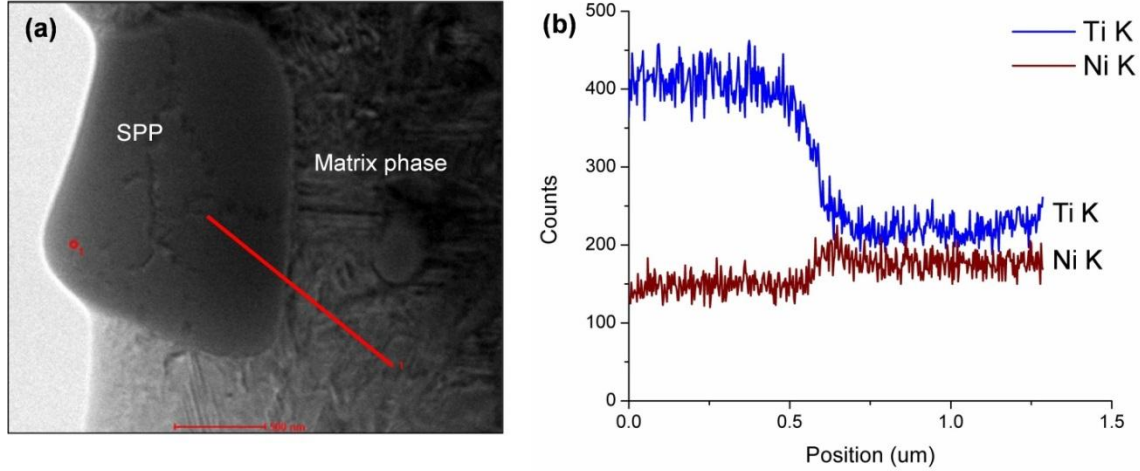 (a)
SPP
Matrix phase
1
(b)
Ti K
Ni K
500
400
300
200
100
0
Counts
Ti K
Ni K
0.0
0.5
1.0
1.5
Position (um)